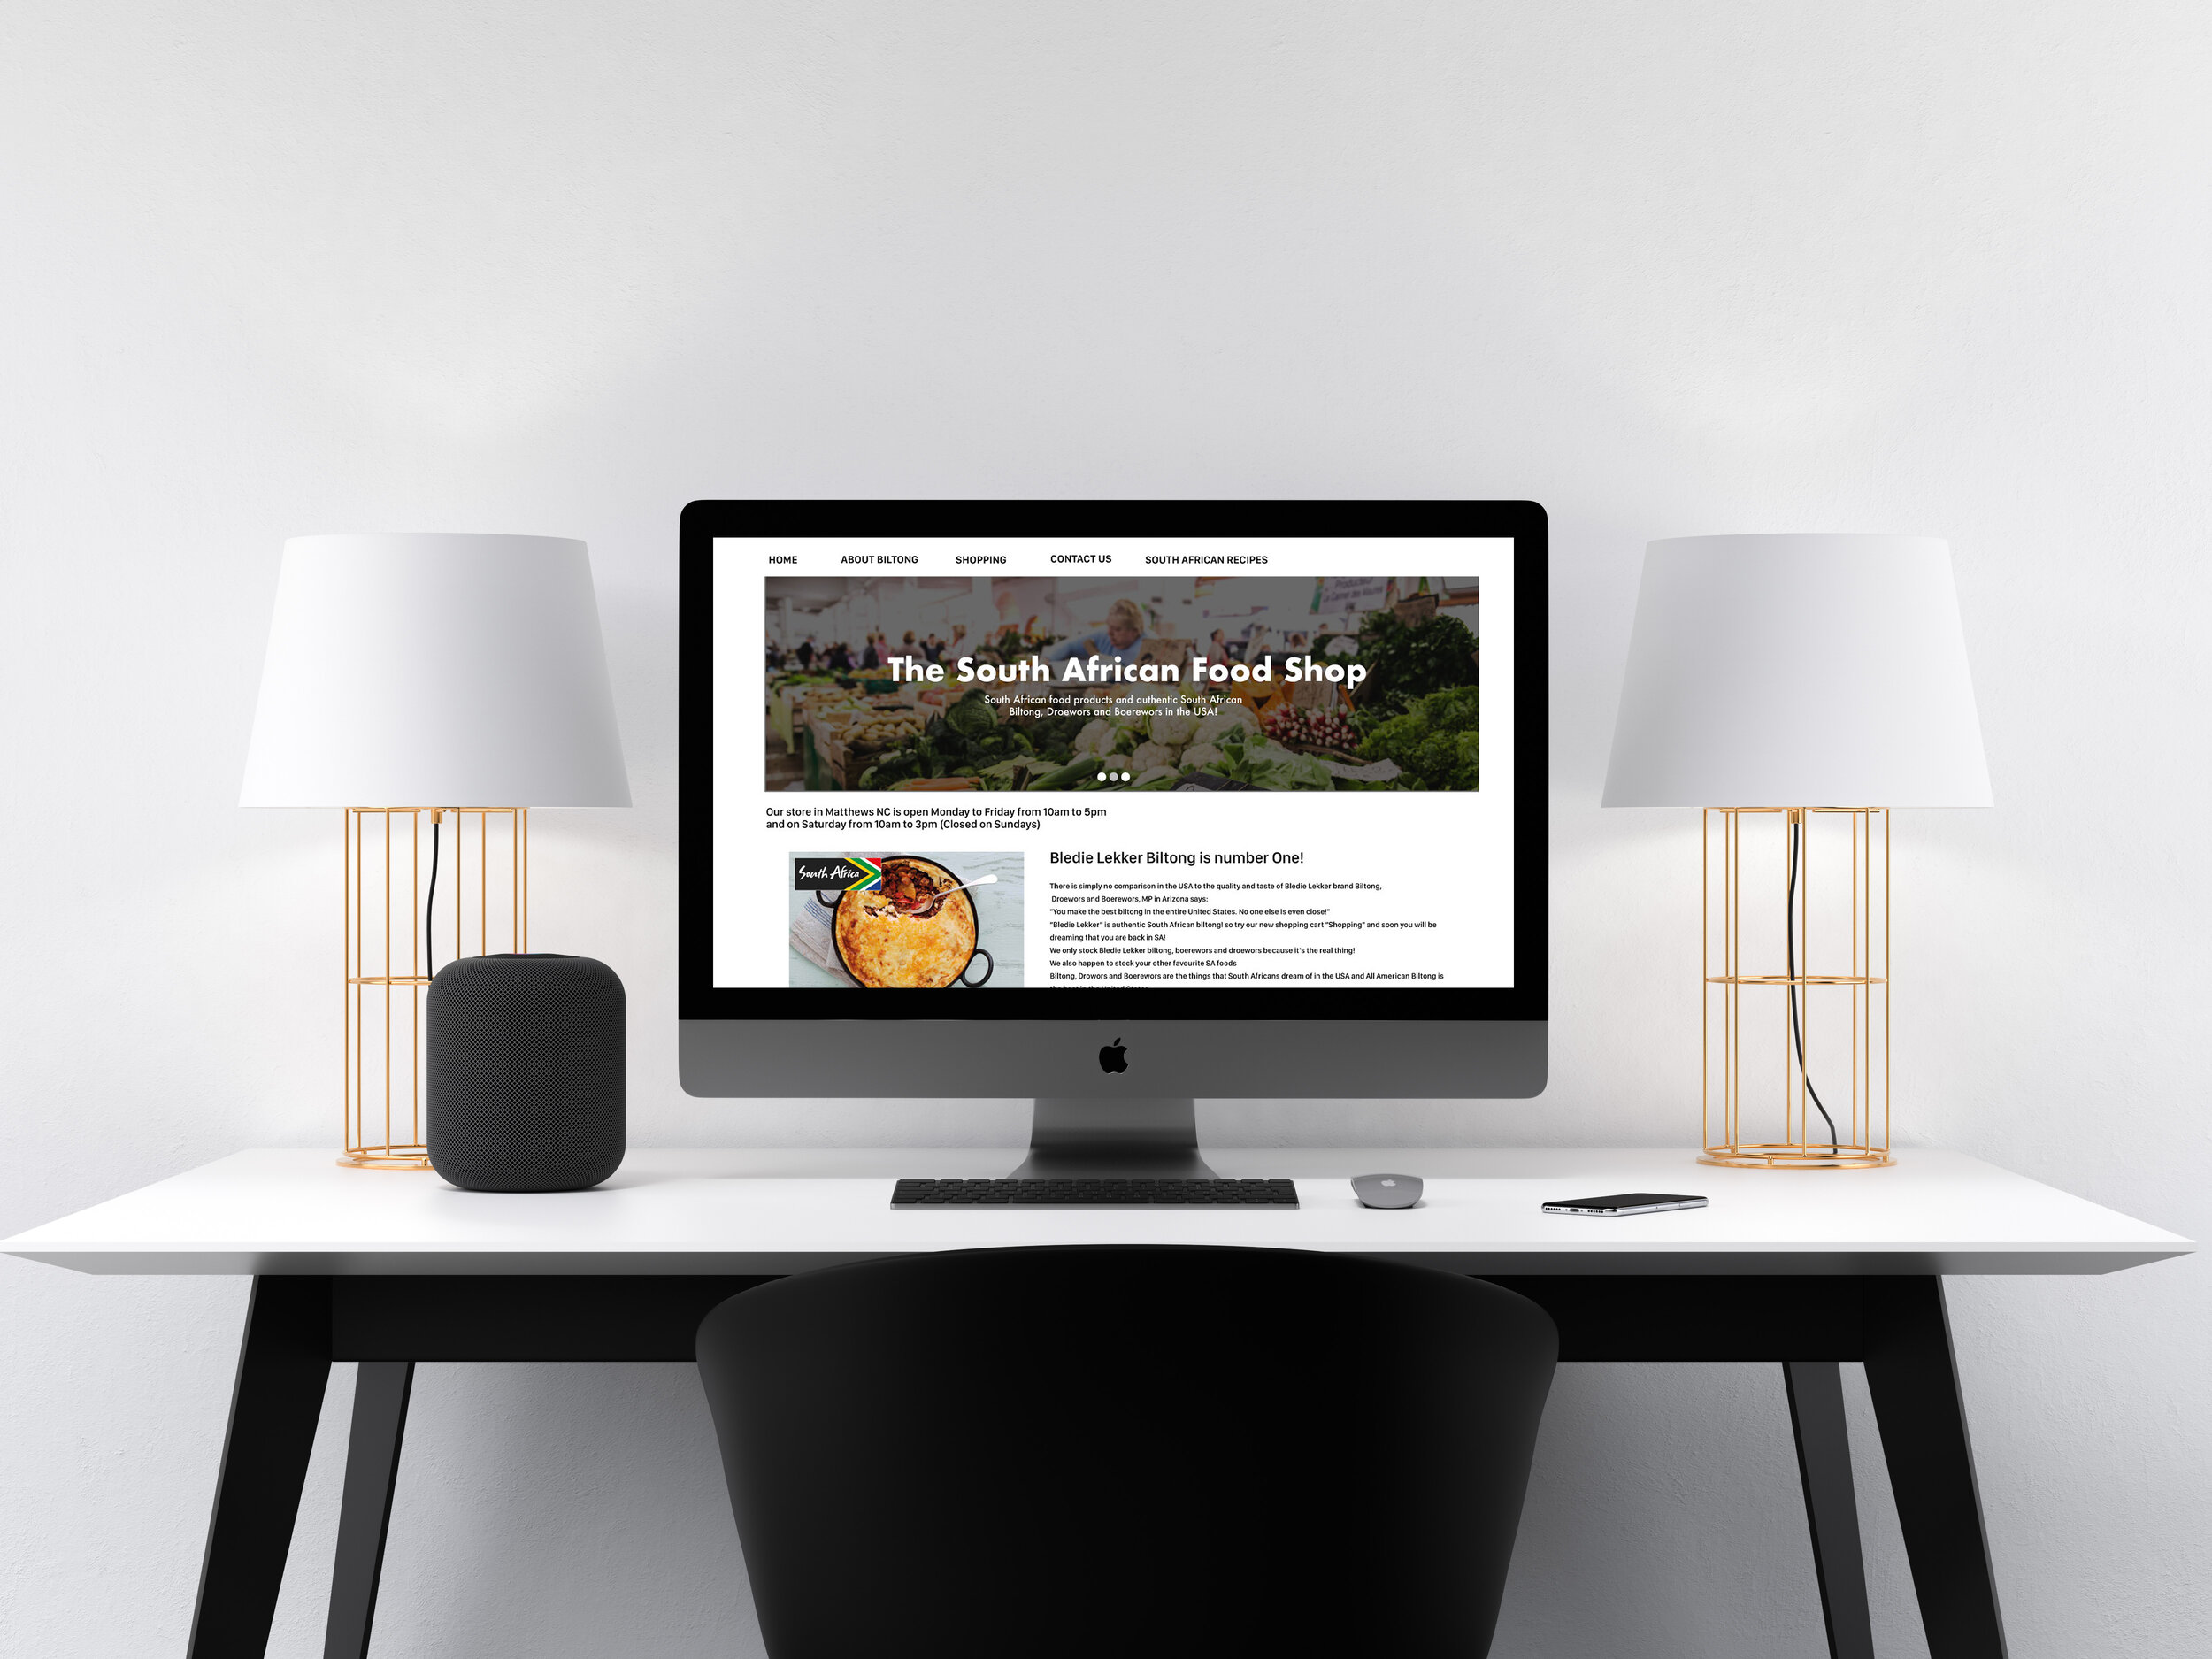 HOME ABOUT BILTONG SHOPPING CONTACT US SOUTH AFRICAN RECIPES
The South African Food Shop
South African food products and authentic South African
Biltong, Droewors and Boerewors in the USA!
Our store in Matthews NC is open Monday to Friday from 10am to 5pm
and on Saturday from 10am to 3pm (Closed on Sundays)
South Africa
Bledie Lekker Biltong is number One!
There is simply no comparison in the USA to the quality and taste of Bledie Lekker brand Biltong,
Droewors and Boerewors, MP in Arizona says:
"You make the best biltong in the entire United States. No one else is even close!"
"Bledie Lekker" is authentic South African biltong! so try our new shopping cart "Shopping" and soon you will be
dreaming that you are back in SA!
We only stock Bledie Lekker biltong, boerewors and droewors because it's the real thing!
We also happen to stock your other favourite SA foods
Biltong, Drowors and Boerewors are the things that South Africans dream of in the USA and All American Biltong is